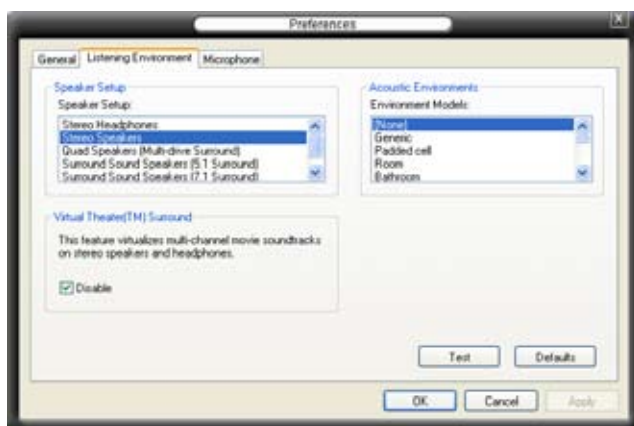 Preferences
X
General
Listening Environment
Microphone
Speaker Setup
Speaker Setup:
Stereo Headphones
Stereo Speakers
Quad Speakers (Multi-drive Surround)
Surround Sound Speakers (5.1 Surround)
Surround Sound Speakers (7.1 Surround)
Acoustic Environments
Environment Models:
(None)
Generic
Padded cell
Room
Bathroom
Virtual Theater(TM) Surround
This feature virtualizes multi-channel movie soundtracks
on stereo speakers and headphones.
Disable
Test
Defaults
OK
Cancel
Apply